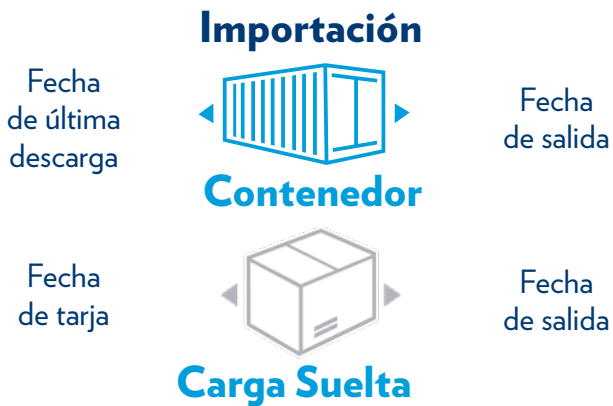 Importación
Fecha
de última
descarga
Fecha
de salida
Contenedor
Fecha
de tarja
Fecha
de salida
Carga Suelta